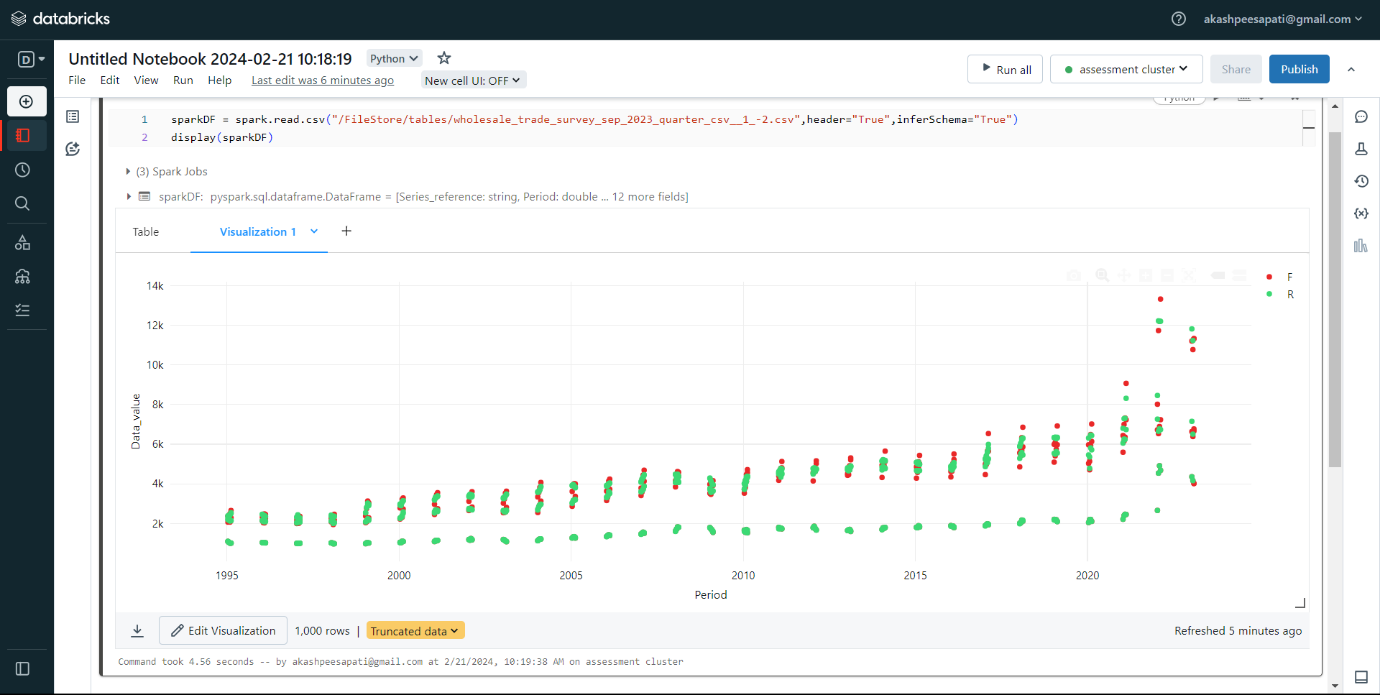 databricks
akashpeesapati@gmail.com
D
Untitled Notebook 2024-02-21 10:18:19 Python
File Edit View Run Help Last edit was 6 minutes ago New cell UI: OFF
Run all assessment cluster Share Publish
Python
1 sparkDF = spark.read.csv("/FileStore/tables/wholesale_trade_survey_sep_2023_quarter_csv__1_-2.csv",header="True",inferSchema="True")
2 display(sparkDF)
(3) Spark Jobs
sparkDF: pyspark.sql.dataframe.DataFrame = [Series_reference: string, Period: double ... 12 more fields]
Table Visualization 1 +
F
R
14k
12k
10k
8k
6k
4k
2k
Data_value
1995 2000 2005 2010 2015 2020
Period
Edit Visualization 1,000 rows | Truncated data Refreshed 5 minutes ago
Command took 4.56 seconds -- by akashpeesapati@gmail.com at 2/21/2024, 10:19:38 AM on assessment cluster